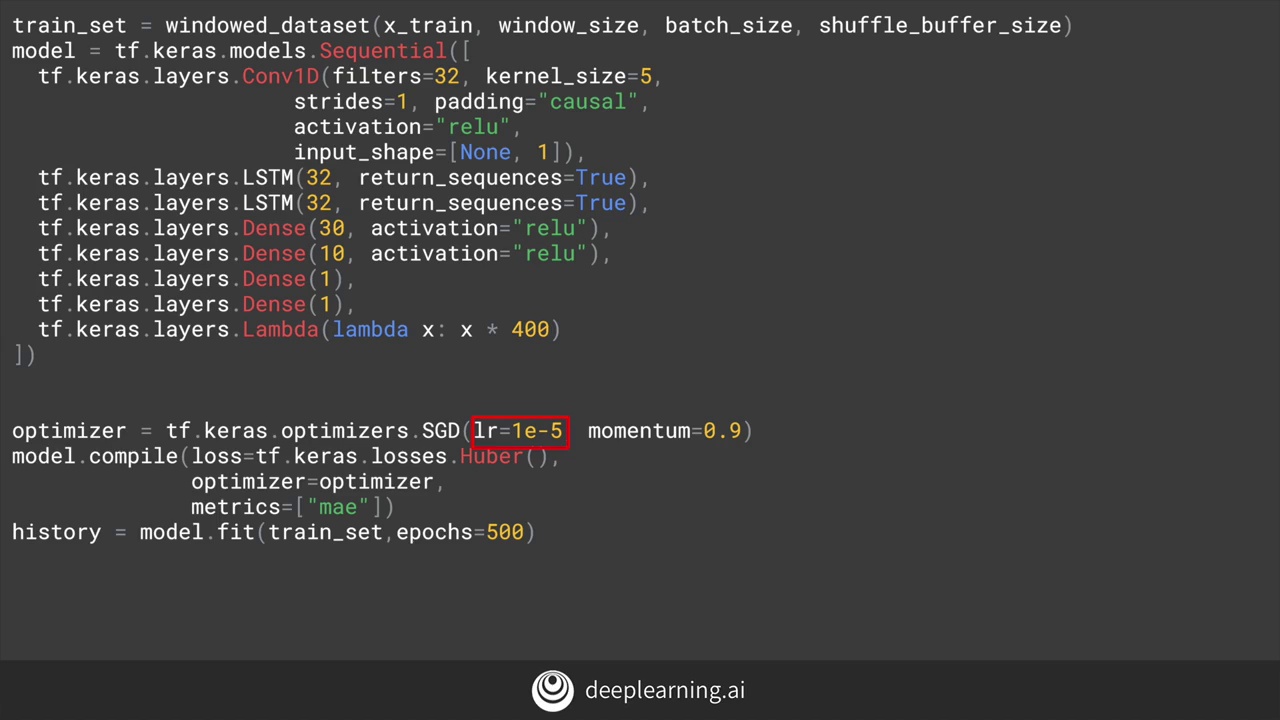 train_set = windowed_dataset(x_train, window_size, batch_size, shuffle_buffer_size)
model = tf.keras.models.Sequential([
  tf.keras.layers.Conv1D(filters=32, kernel_size=5,
                      strides=1, padding="causal",
                      activation="relu",
                      input_shape=[None, 1]),
  tf.keras.layers.LSTM(32, return_sequences=True),
  tf.keras.layers.LSTM(32, return_sequences=True),
  tf.keras.layers.Dense(30, activation="relu"),
  tf.keras.layers.Dense(10, activation="relu"),
  tf.keras.layers.Dense(1),
  tf.keras.layers.Dense(1),
  tf.keras.layers.Lambda(lambda x: x * 400)
])
optimizer = tf.keras.optimizers.SGD(lr=1e-5  momentum=0.9)
model.compile(loss=tf.keras.losses.Huber(),
              optimizer=optimizer,
              metrics=["mae"])
history = model.fit(train_set,epochs=500)
deeplearning.ai